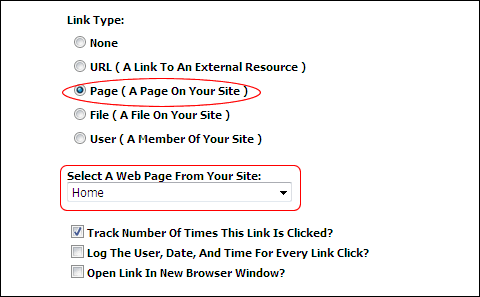 Link Type:
None
URL ( A Link To An External Resource )
Page ( A Page On Your Site )
File ( A File On Your Site )
User ( A Member Of Your Site )
Select A Web Page From Your Site:
Home
Track Number Of Times This Link Is Clicked?
Log The User, Date, And Time For Every Link Click?
Open Link In New Browser Window?